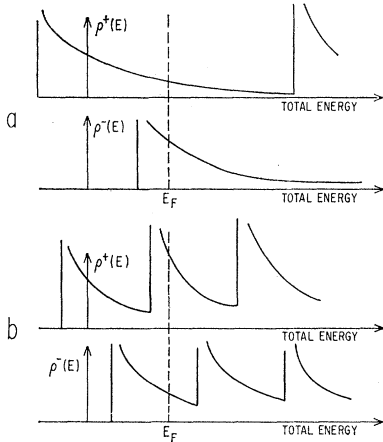 ρ⁺(E)
TOTAL ENERGY
a
ρ⁻(E)
E_F
TOTAL ENERGY
ρ⁺(E)
b
TOTAL ENERGY
ρ⁻(E)
E_F
TOTAL ENERGY